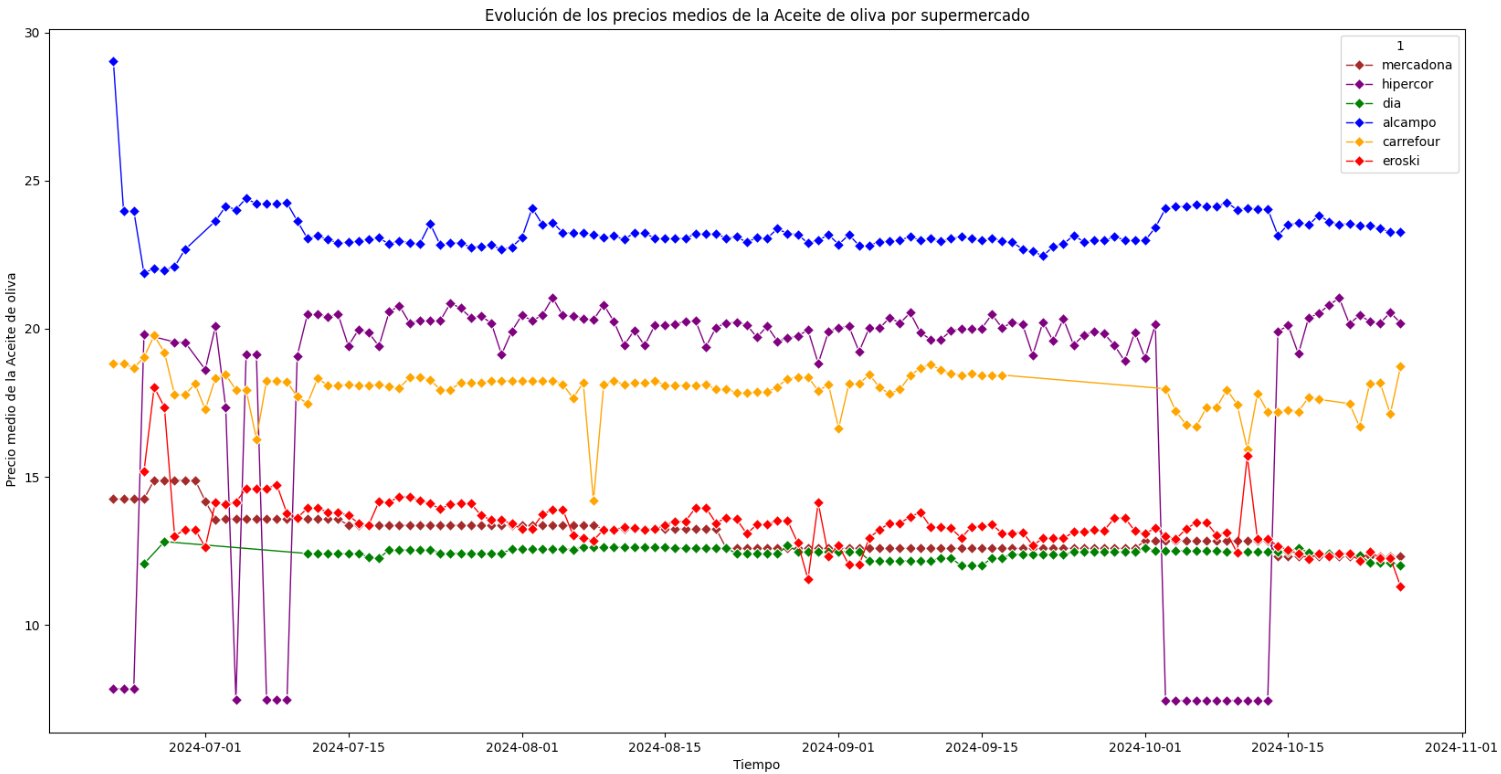 Evolución de los precios medios de la Aceite de oliva por supermercado
30
25
20
15
10
Precio medio de la Aceite de oliva
1
mercadona
hipercor
dia
alcampo
carrefour
eroski
2024-07-01
2024-07-15
2024-08-01
2024-08-15
2024-09-01
2024-09-15
2024-10-01
2024-10-15
2024-11-01
Tiempo